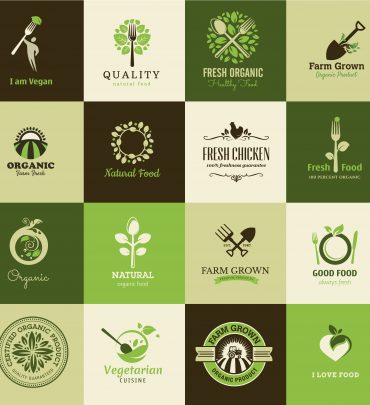 I am Vegan
QUALITY
natural food
FRESH ORGANIC
Healthy Food
Farm Grown
Organic Product
ORGANIC
Farm Fresh
Natural Food
FRESH CHICKEN
100% freshness guarantee
Fresh Food
100 PERCENT ORGANIC
Organic
NATURAL
organic food
FARM GROWN
GOOD FOOD
always fresh
CERTIFIED ORGANIC PRODUCT
QUALITY GUARANTEED
Vegetarian
CUISINE
FARM GROWN
ORGANIC PRODUCT
I LOVE FOOD